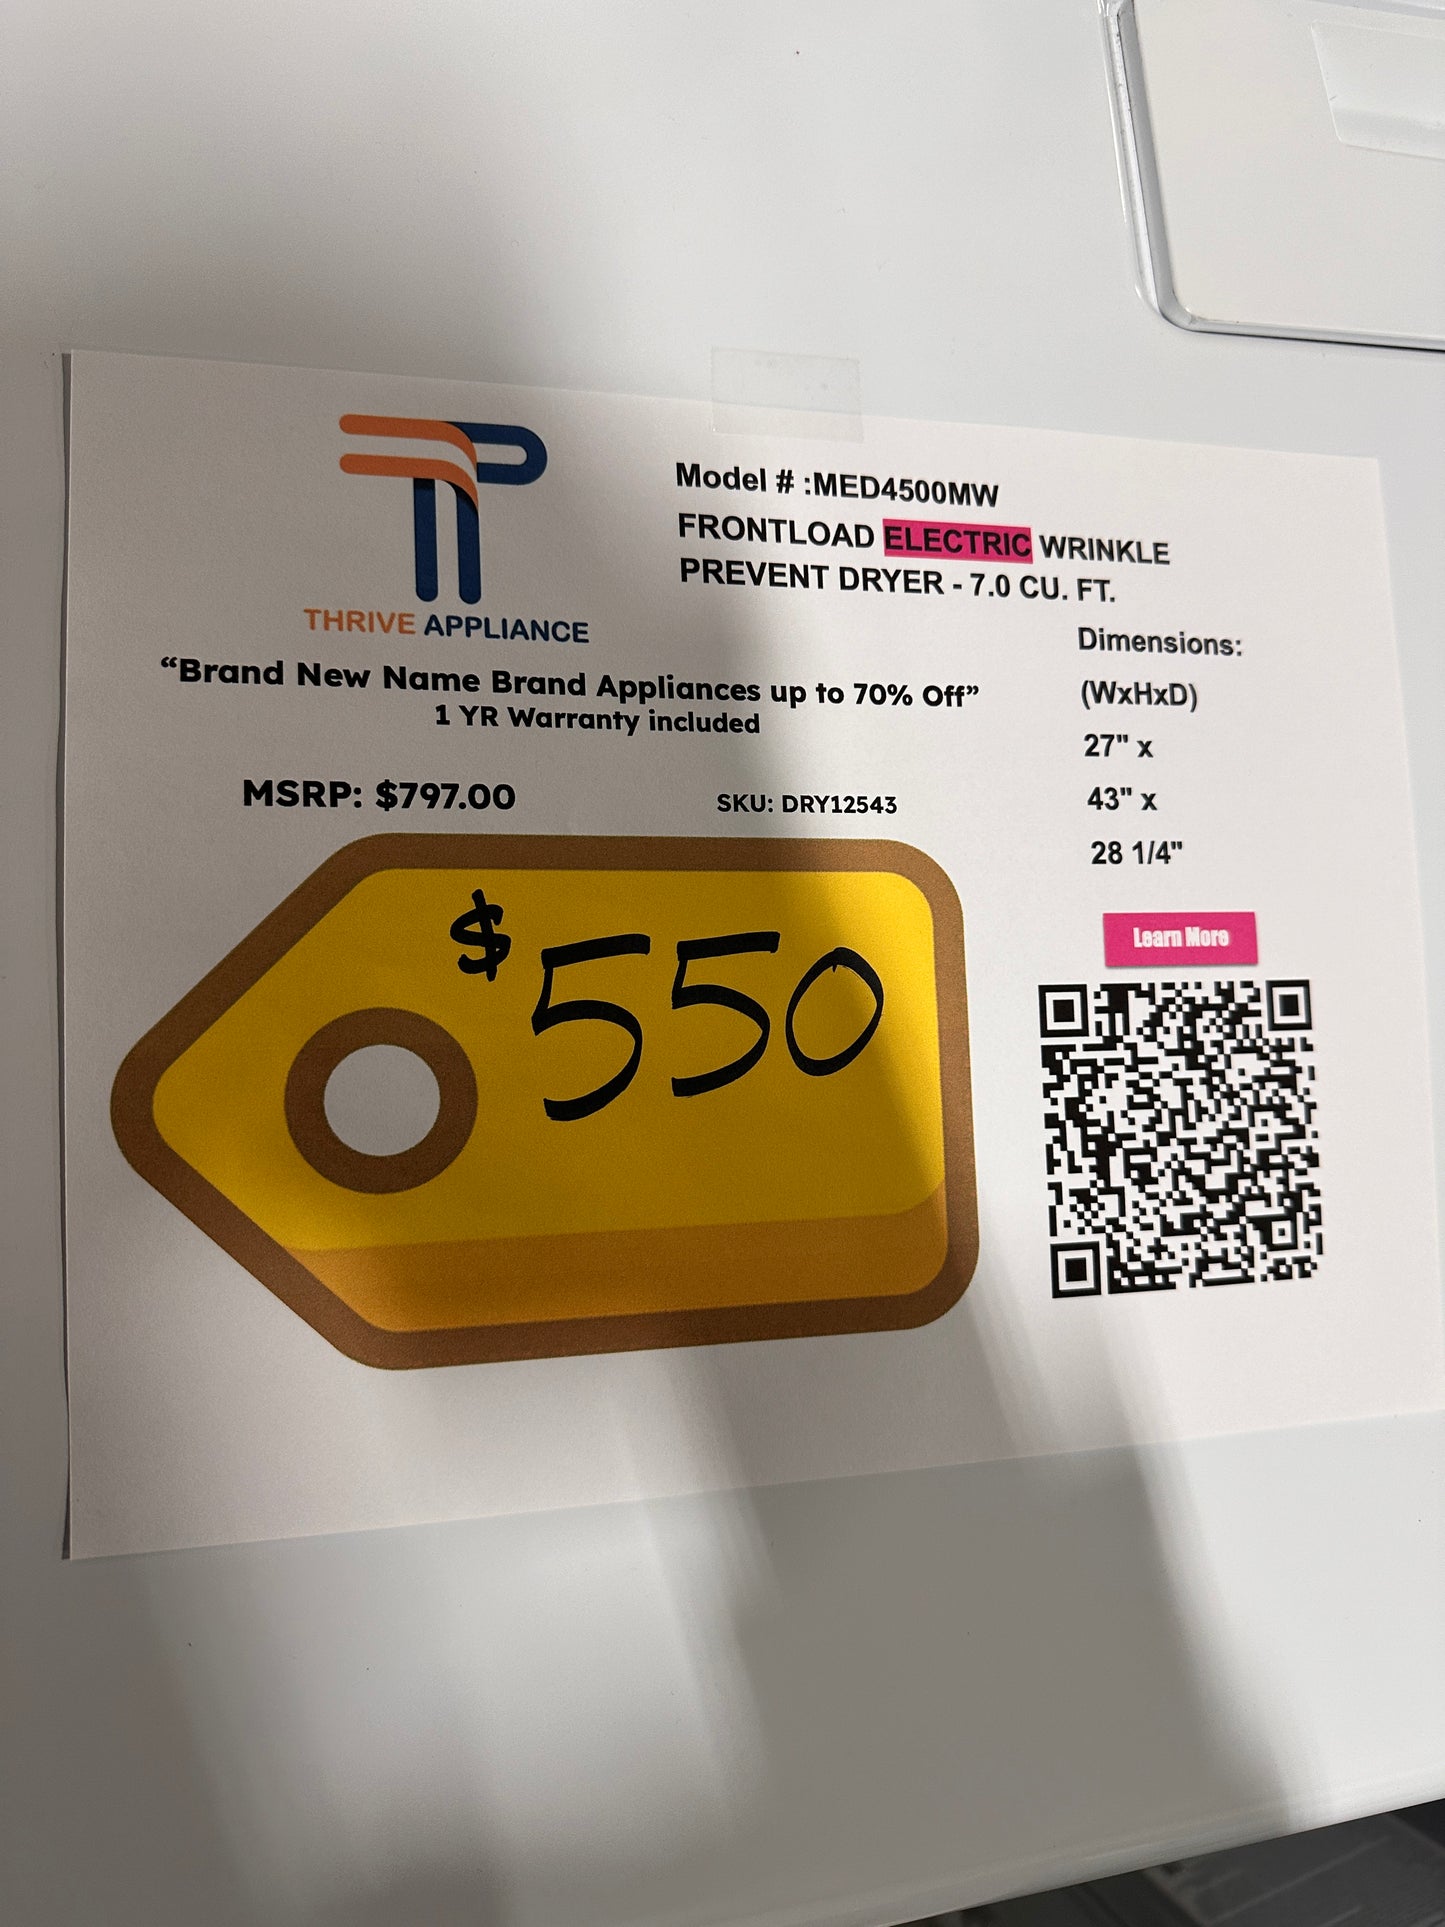 THRIVE APPLIANCE
"Brand New Name Brand Appliances up to 70% Off"
1 YR Warranty included
MSRP: $797.00
SKU: DRY12543
$550
Model # :MED4500MW
FRONTLOAD ELECTRIC WRINKLE
PREVENT DRYER - 7.0 CU. FT.
Dimensions:
(WxHxD)
27" x
43" x
28 1/4"
Learn More